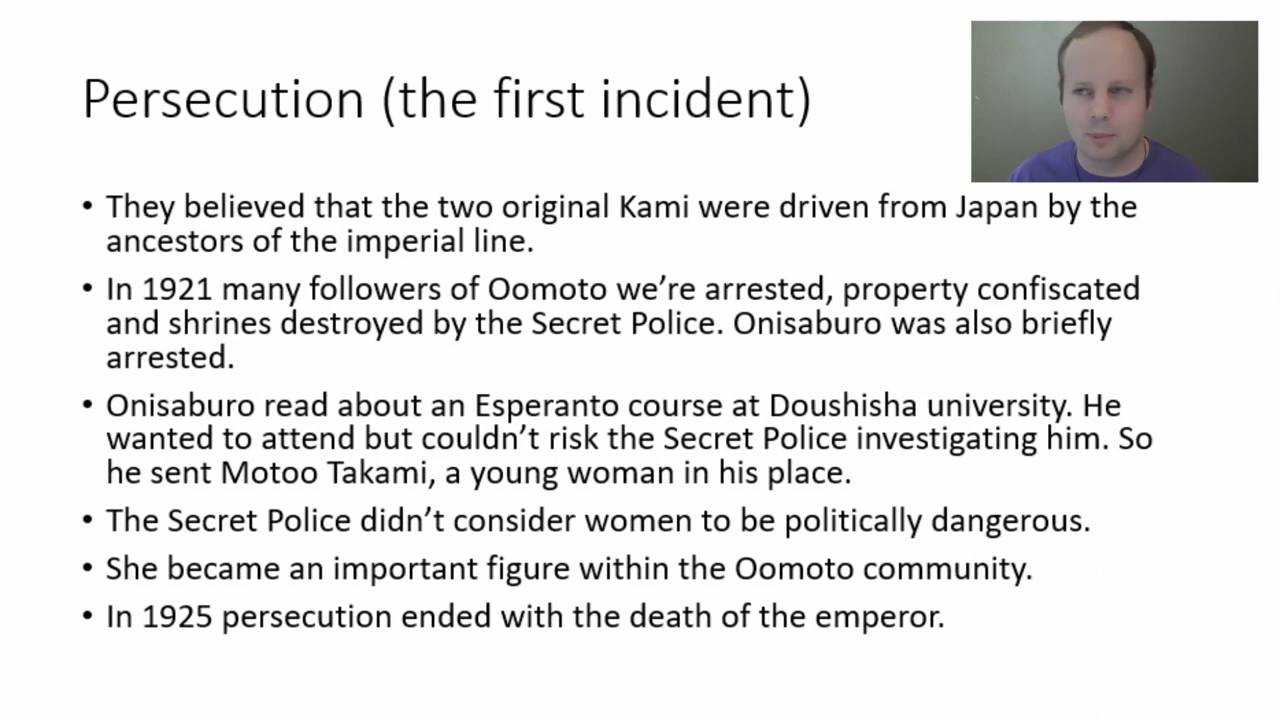 Persecution (the first incident)
• They believed that the two original Kami were driven from Japan by the
ancestors of the imperial line.
• In 1921 many followers of Oomoto we're arrested, property confiscated
and shrines destroyed by the Secret Police. Onisaburo was also briefly
arrested.
• Onisaburo read about an Esperanto course at Doushisha university. He
wanted to attend but couldn't risk the Secret Police investigating him. So
he sent Motoo Takami, a young woman in his place.
• The Secret Police didn't consider women to be politically dangerous.
• She became an important figure within the Oomoto community.
• In 1925 persecution ended with the death of the emperor.